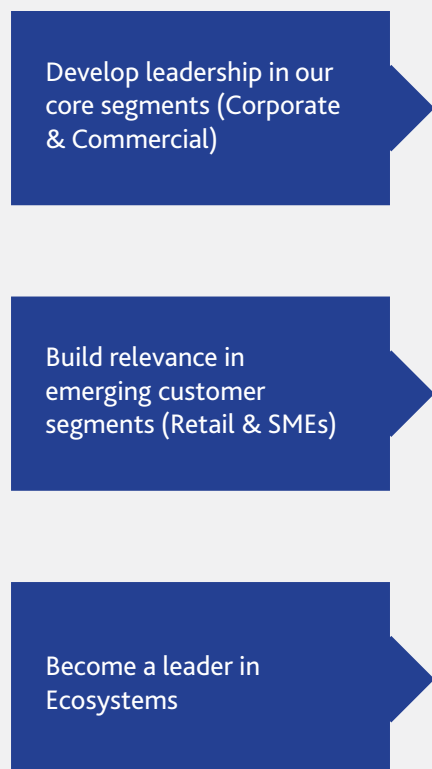 Develop leadership in our
core segments (Corporate
& Commercial)
Build relevance in
emerging customer
segments (Retail & SMEs)
Become a leader in
Ecosystems